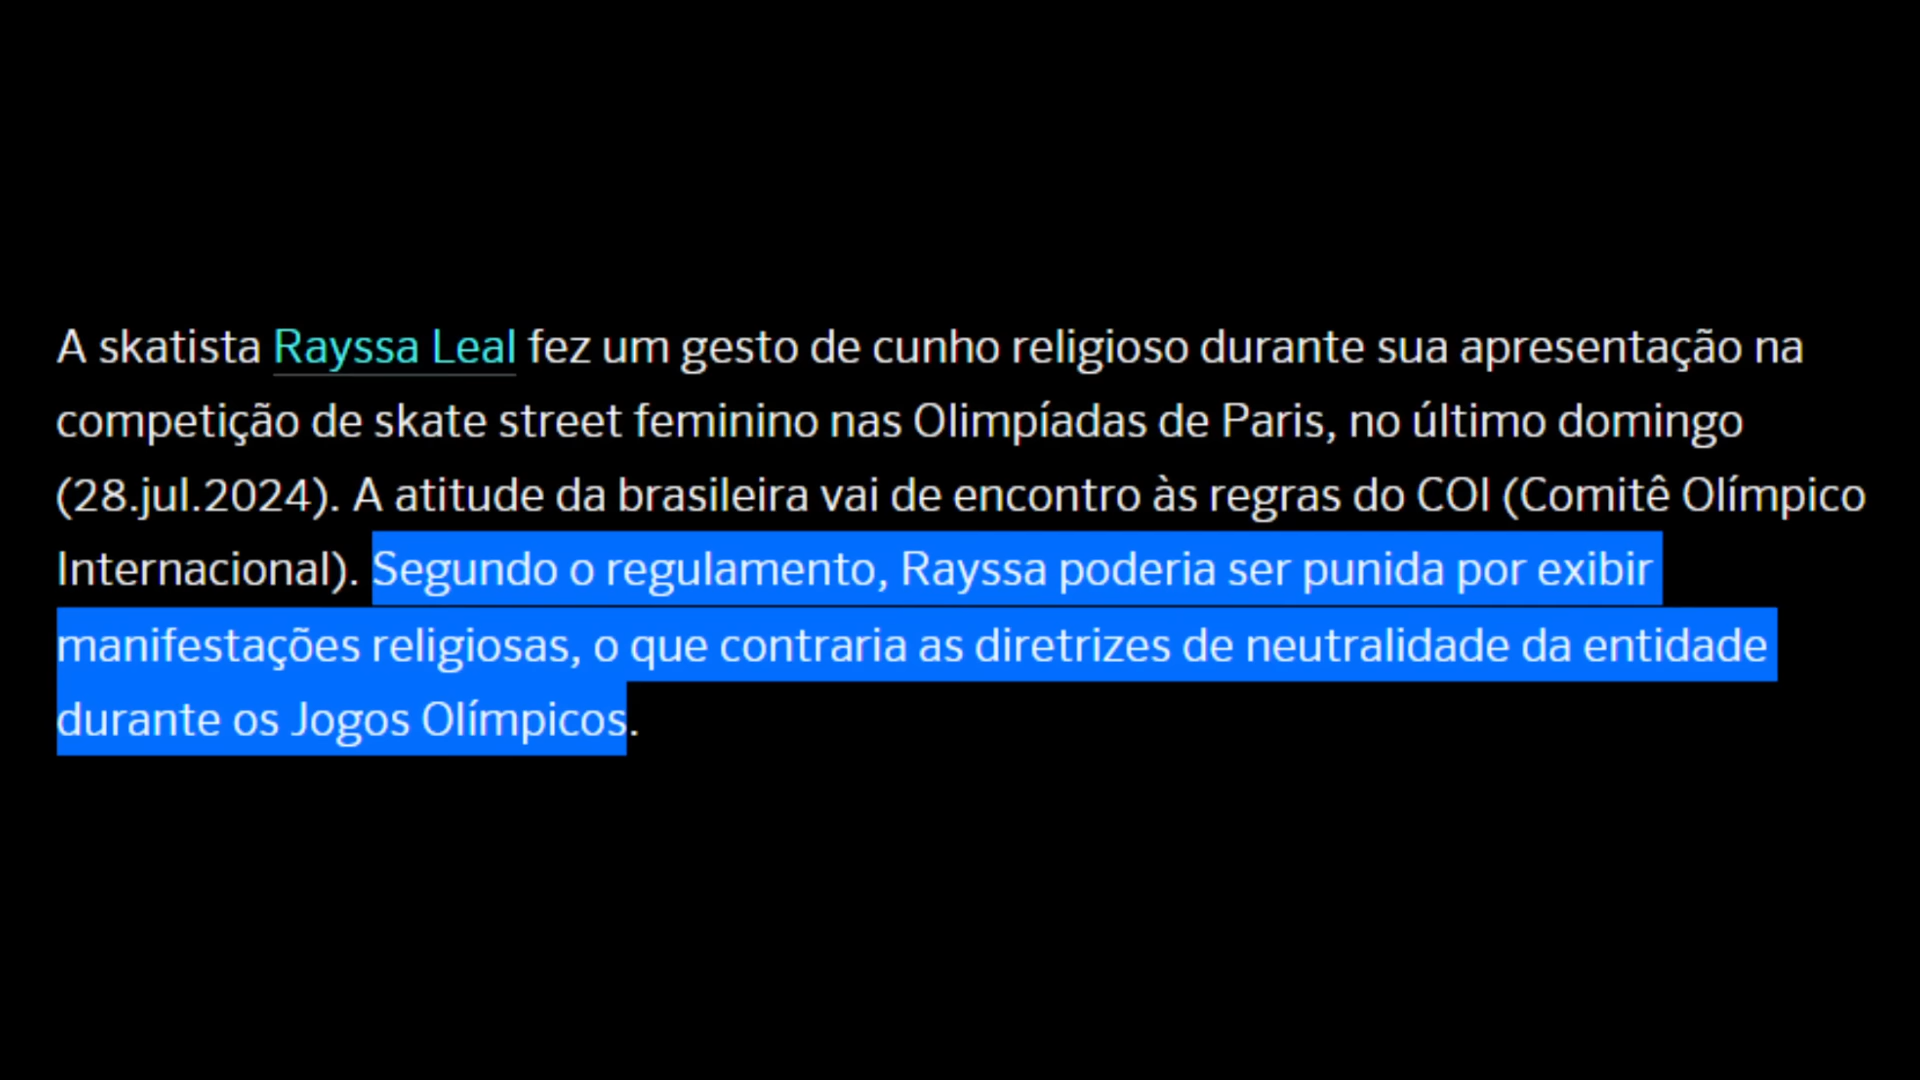 A skatista Rayssa Leal fez um gesto de cunho religioso durante sua apresentação na
competição de skate street feminino nas Olimpíadas de Paris, no último domingo
(28.jul.2024). A atitude da brasileira vai de encontro às regras do COI (Comitê Olímpico
Internacional). Segundo o regulamento, Rayssa poderia ser punida por exibir
manifestações religiosas, o que contraria as diretrizes de neutralidade da entidade
durante os Jogos Olímpicos.